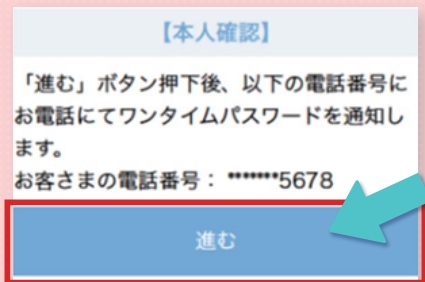 【本人確認】
「進む」ボタン押下後、以下の電話番号に
お電話にてワンタイムパスワードを通知し
ます。
お客さまの電話番号： *******5678
進む